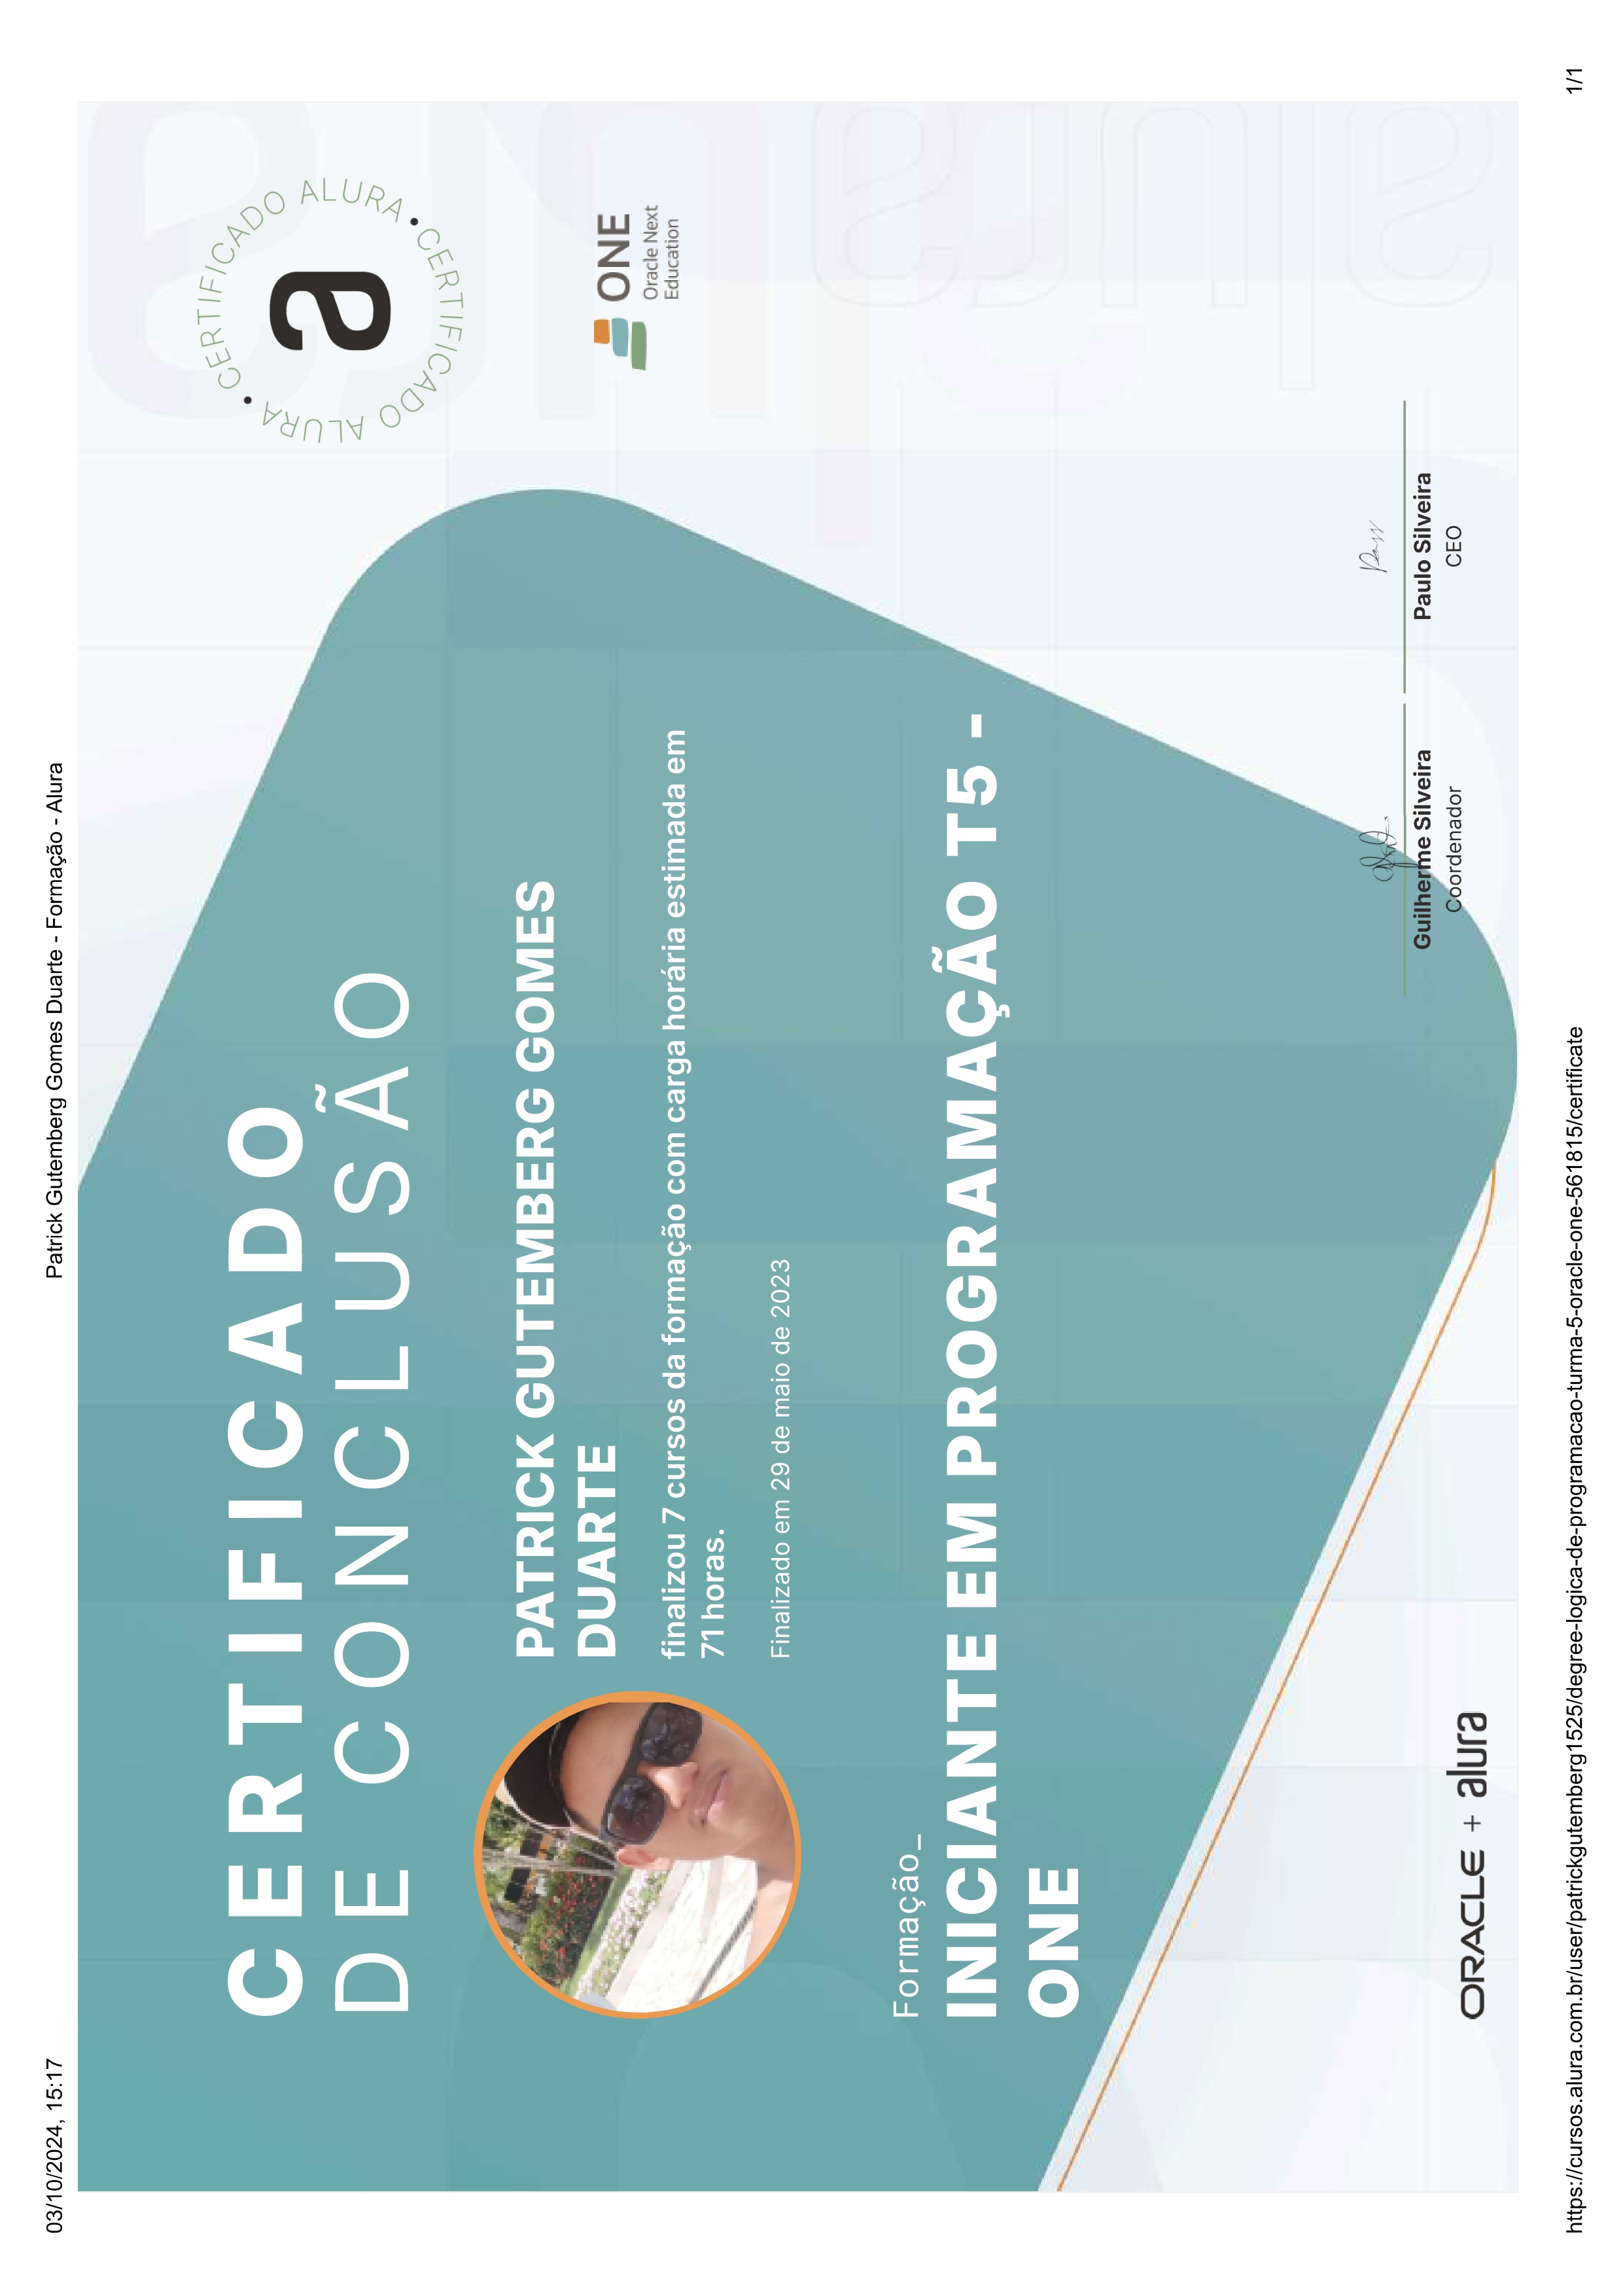 03/10/2024, 15:17
Patrick Gutemberg Gomes Duarte - Formação - Alura
CERTIFICADO
DE CONCLUSÃO
CERTIFICADO ALURA • CERTIFICADO ALURA •
a
ONE
Oracle Next
Education
PATRICK GUTEMBERG GOMES
DUARTE
finalizou 7 cursos da formação com carga horária estimada em
71 horas.
Finalizado em 29 de maio de 2023
Formação_
INICIANTE EM PROGRAMAÇÃO T5 -
ONE
Guilherme Silveira
Coordenador
Paulo Silveira
CEO
ORACLE + alura
https://cursos.alura.com.br/user/patrickgutemberg1525/degree-logica-de-programacao-turma-5-oracle-one-561815/certificate
1/1